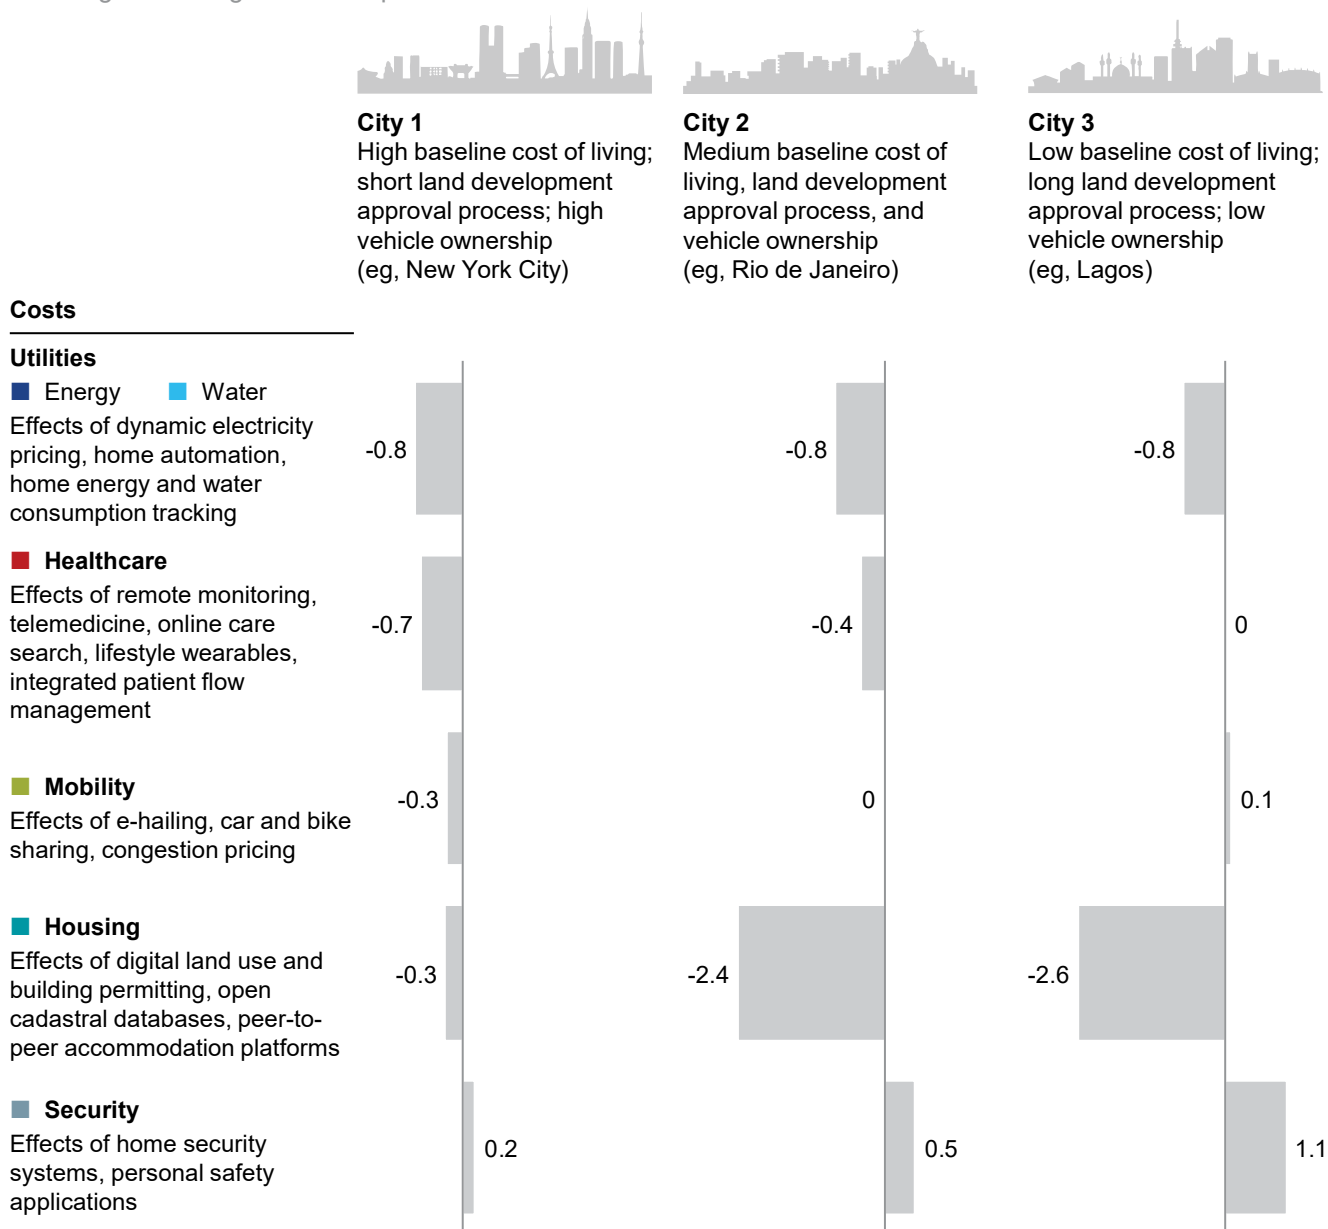 City 1
High baseline cost of living;
short land development
approval process; high
vehicle ownership
(eg, New York City)
City 2
Medium baseline cost of
living, land development
approval process, and
vehicle ownership
(eg, Rio de Janeiro)
City 3
Low baseline cost of living;
long land development
approval process; low
vehicle ownership
(eg, Lagos)
Costs
Utilities
Energy Water
Effects of dynamic electricity
pricing, home automation,
home energy and water
consumption tracking
-0.8 -0.8 -0.8
Healthcare
Effects of remote monitoring,
telemedicine, online care
search, lifestyle wearables,
integrated patient flow
management
-0.7 -0.4 0
Mobility
Effects of e-hailing, car and bike
sharing, congestion pricing
-0.3 0 0.1
Housing
Effects of digital land use and
building permitting, open
cadastral databases, peer-to-
peer accommodation platforms
-0.3 -2.4 -2.6
Security
Effects of home security
systems, personal safety
applications
0.2 0.5 1.1